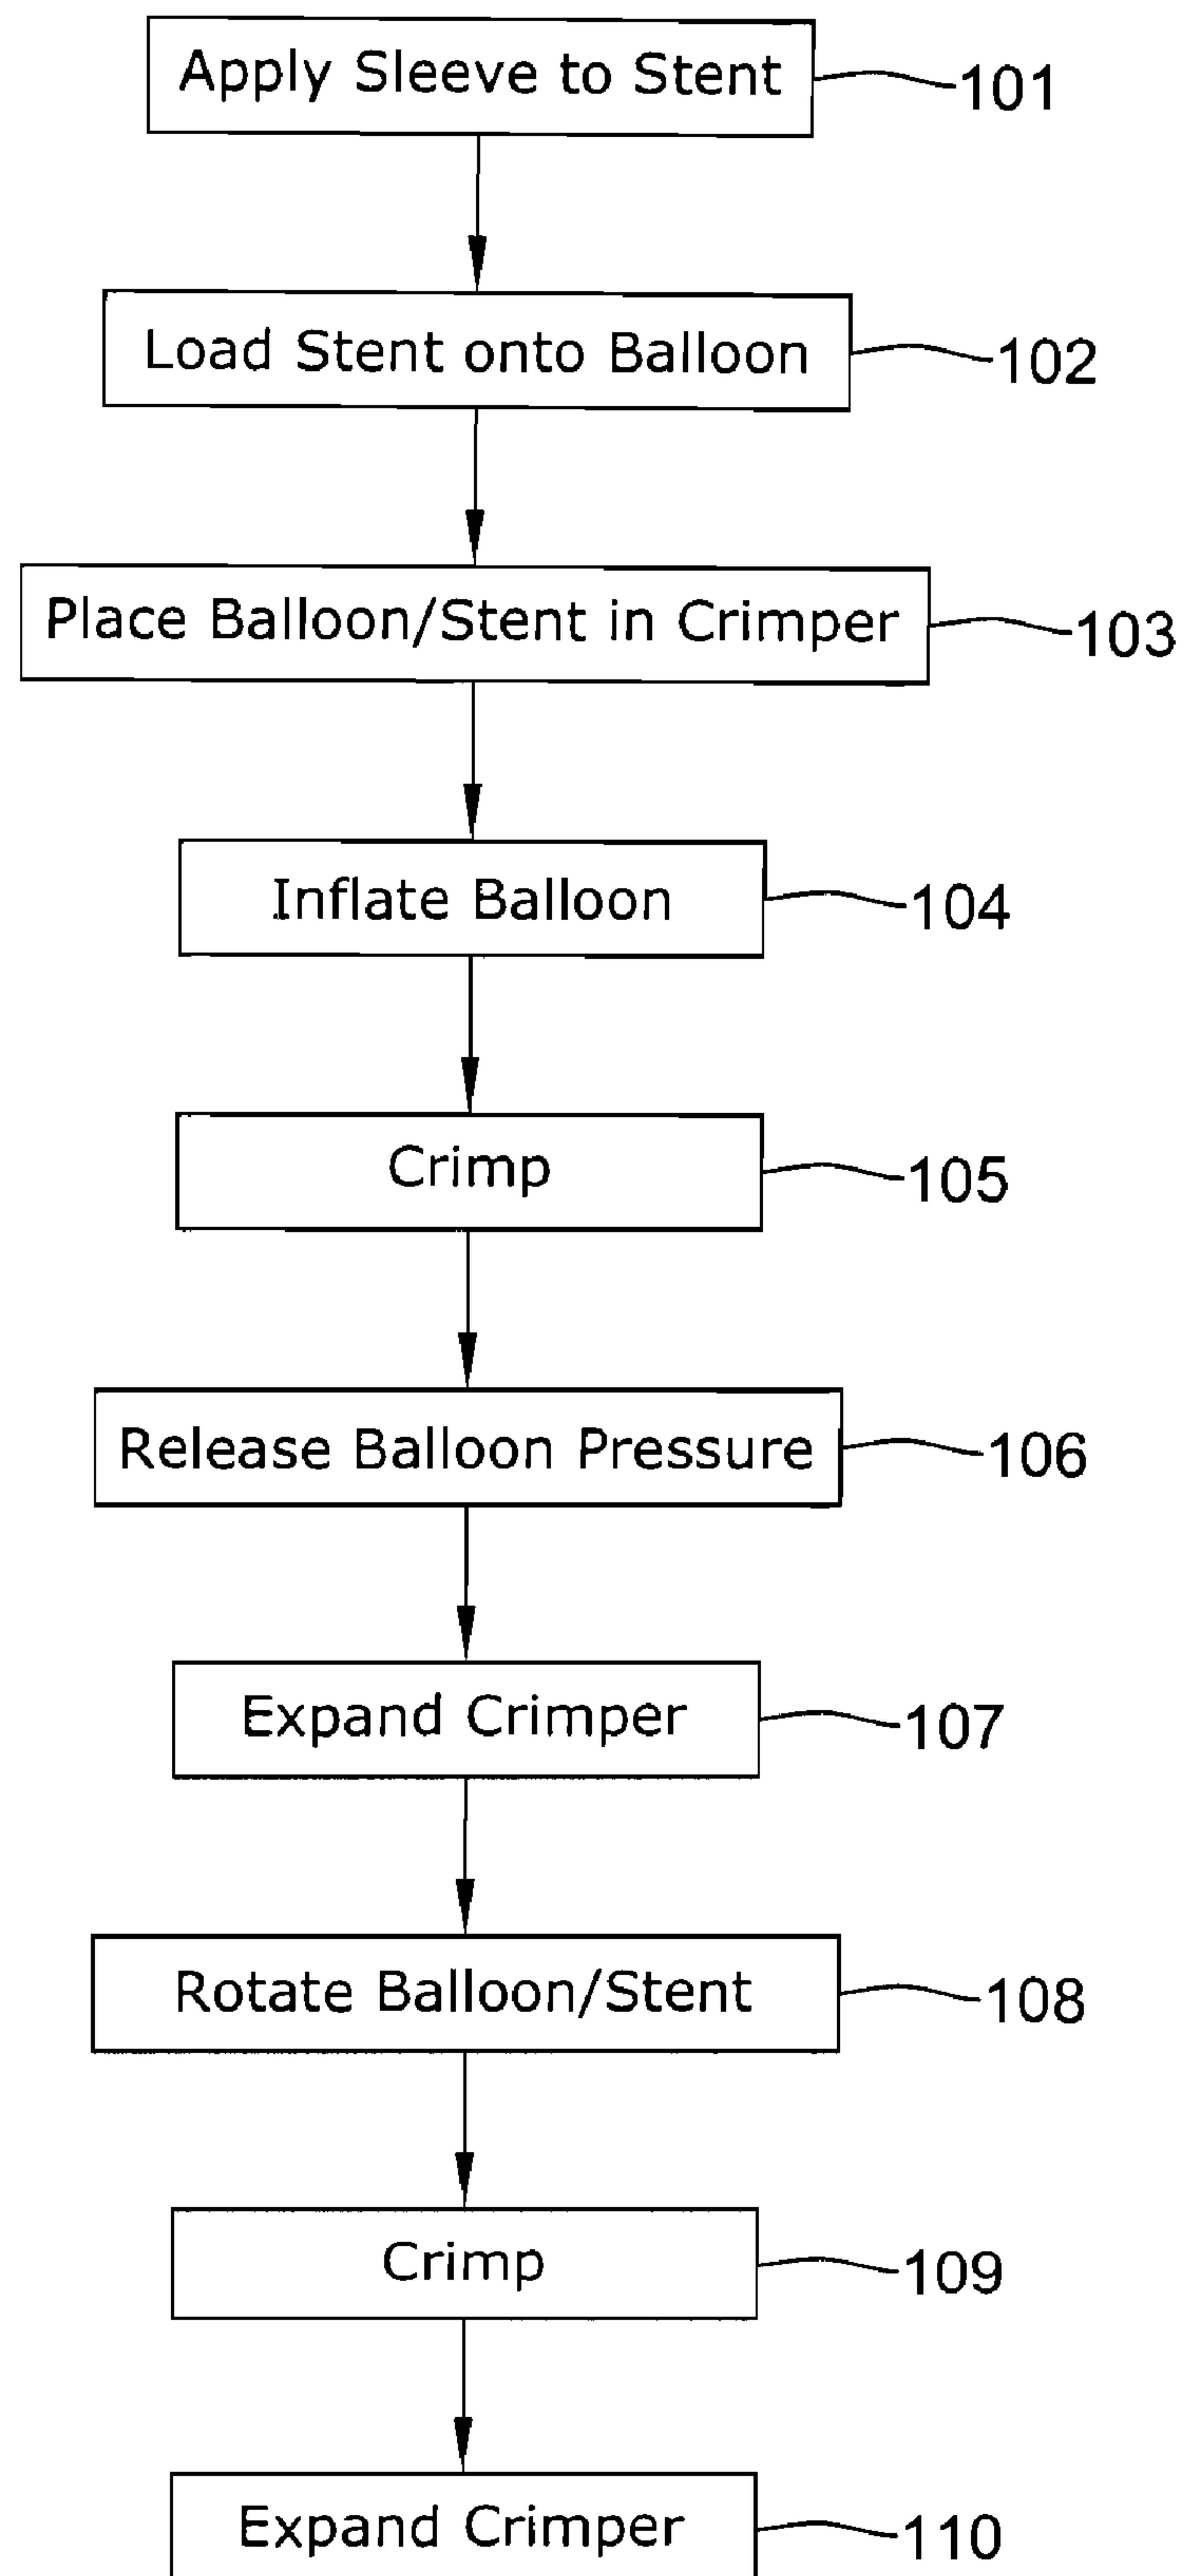 Apply Sleeve to Stent 101
Load Stent onto Balloon 102
Place Balloon/Stent in Crimper 103
Inflate Balloon 104
Crimp 105
Release Balloon Pressure 106
Expand Crimper 107
Rotate Balloon/Stent 108
Crimp 109
Expand Crimper 110